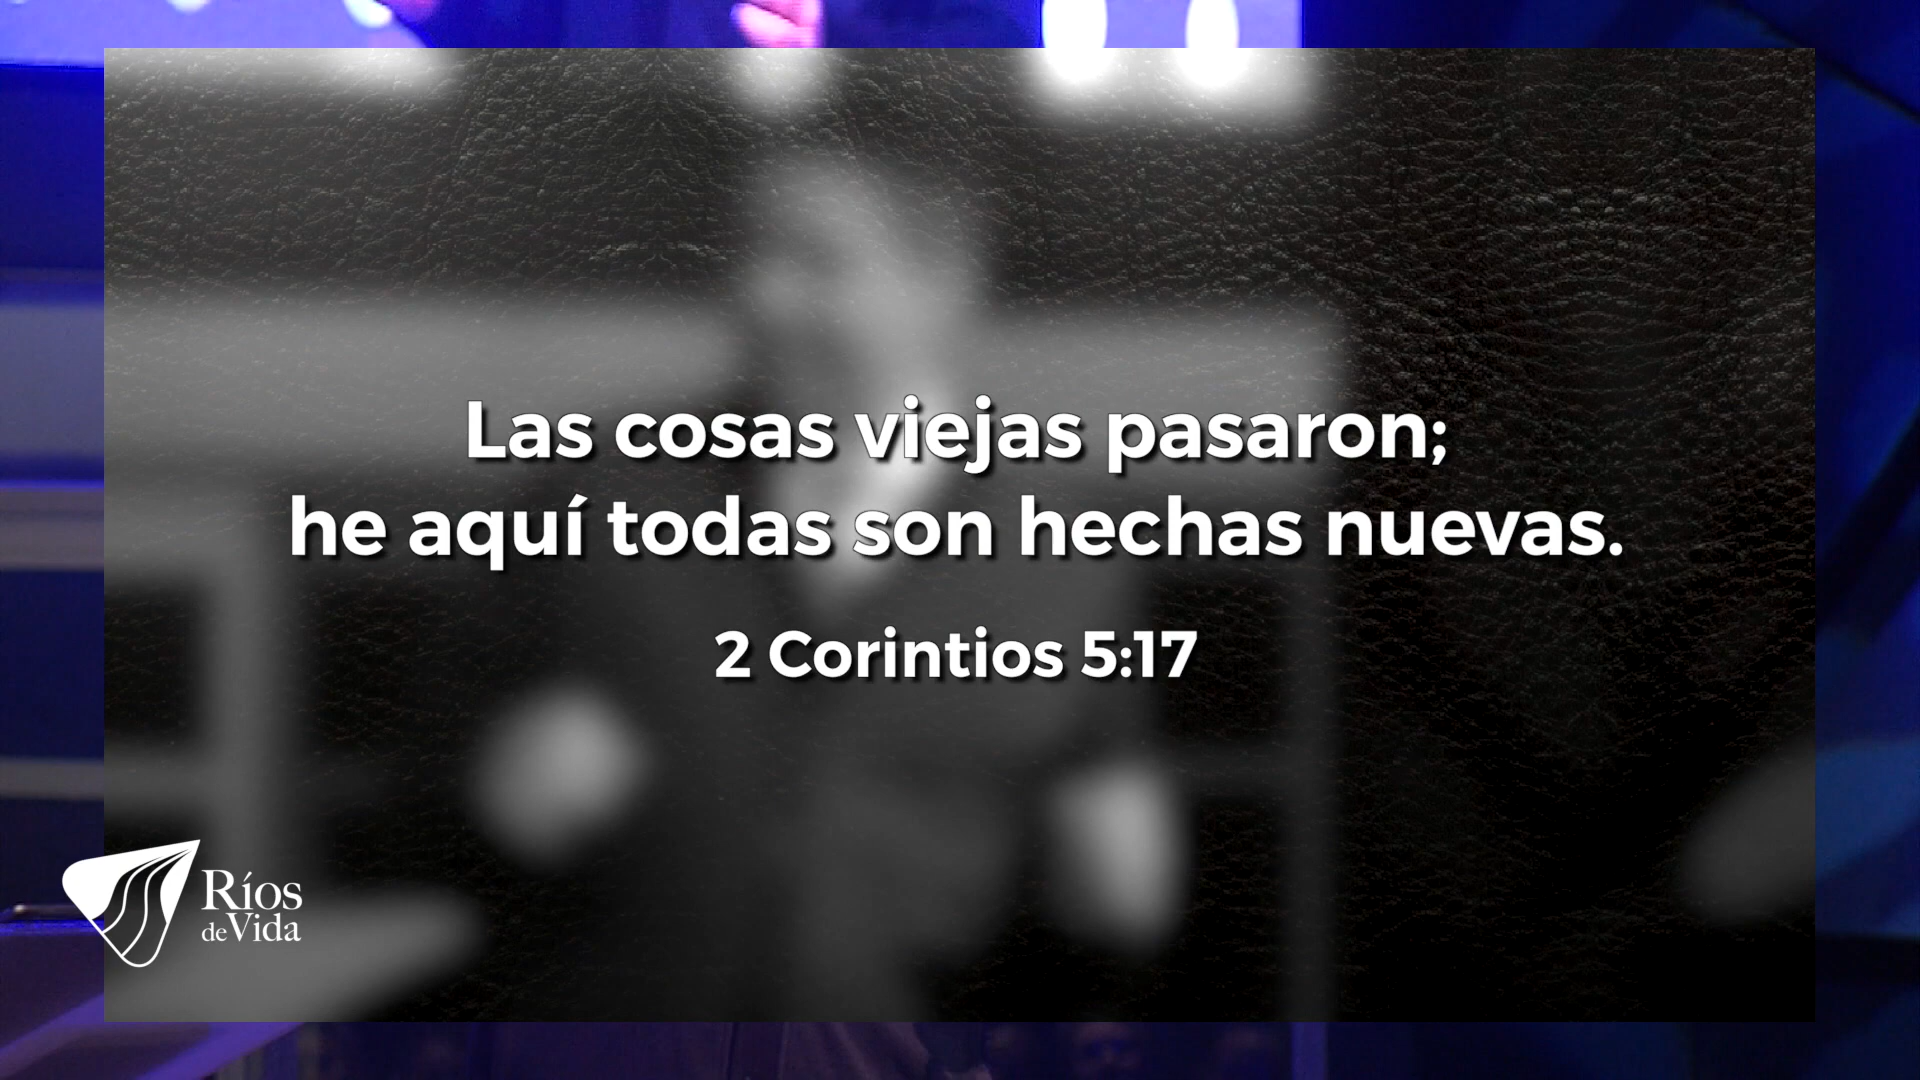 Las cosas viejas pasaron;
he aquí todas son hechas nuevas.
2 Corintios 5:17
Ríos
de Vida